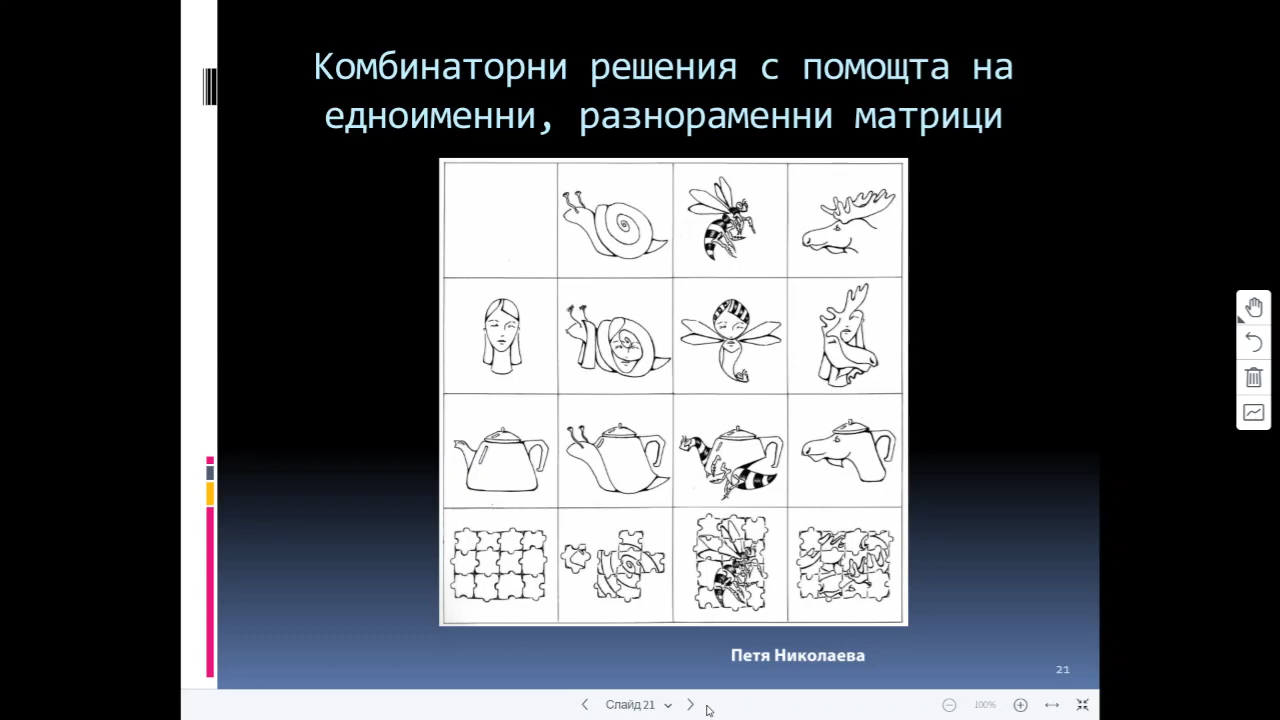 Комбинаторни решения с помощта на
едноименни, разнораменни матрици
Петя Николаева
21
Слайд 21
100%